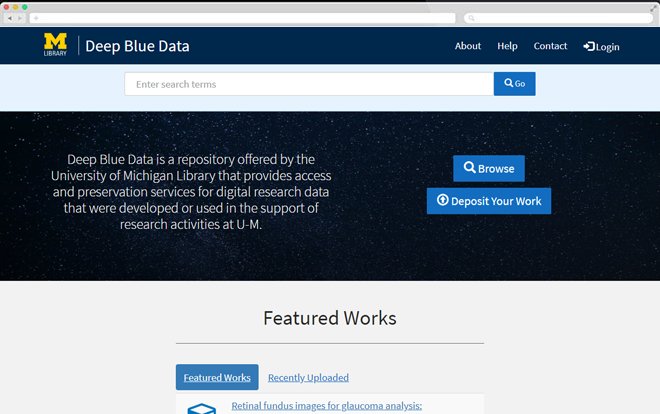 M
LIBRARY
Deep Blue Data
About Help Contact Login
Enter search terms
Go
Deep Blue Data is a repository offered by the
University of Michigan Library that provides access
and preservation services for digital research data
that were developed or used in the support of
research activities at U-M.
Browse
Deposit Your Work
Featured Works
Featured Works Recently Uploaded
Retinal fundus images for glaucoma analysis: